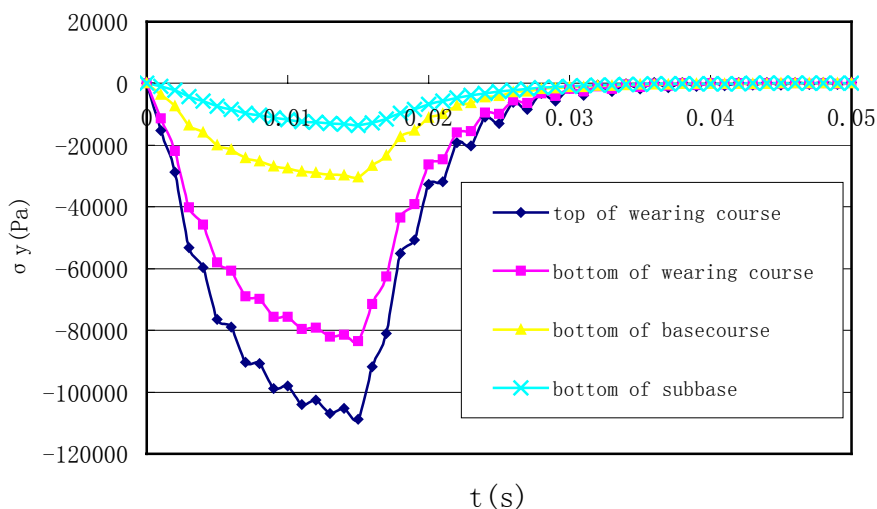 20000
0
-20000
-40000
-60000
-80000
-100000
-120000
0 0.01 0.02 0.03 0.04 0.05
σ y(Pa)
t(s)
top of wearing course
bottom of wearing course
bottom of basecourse
bottom of subbase